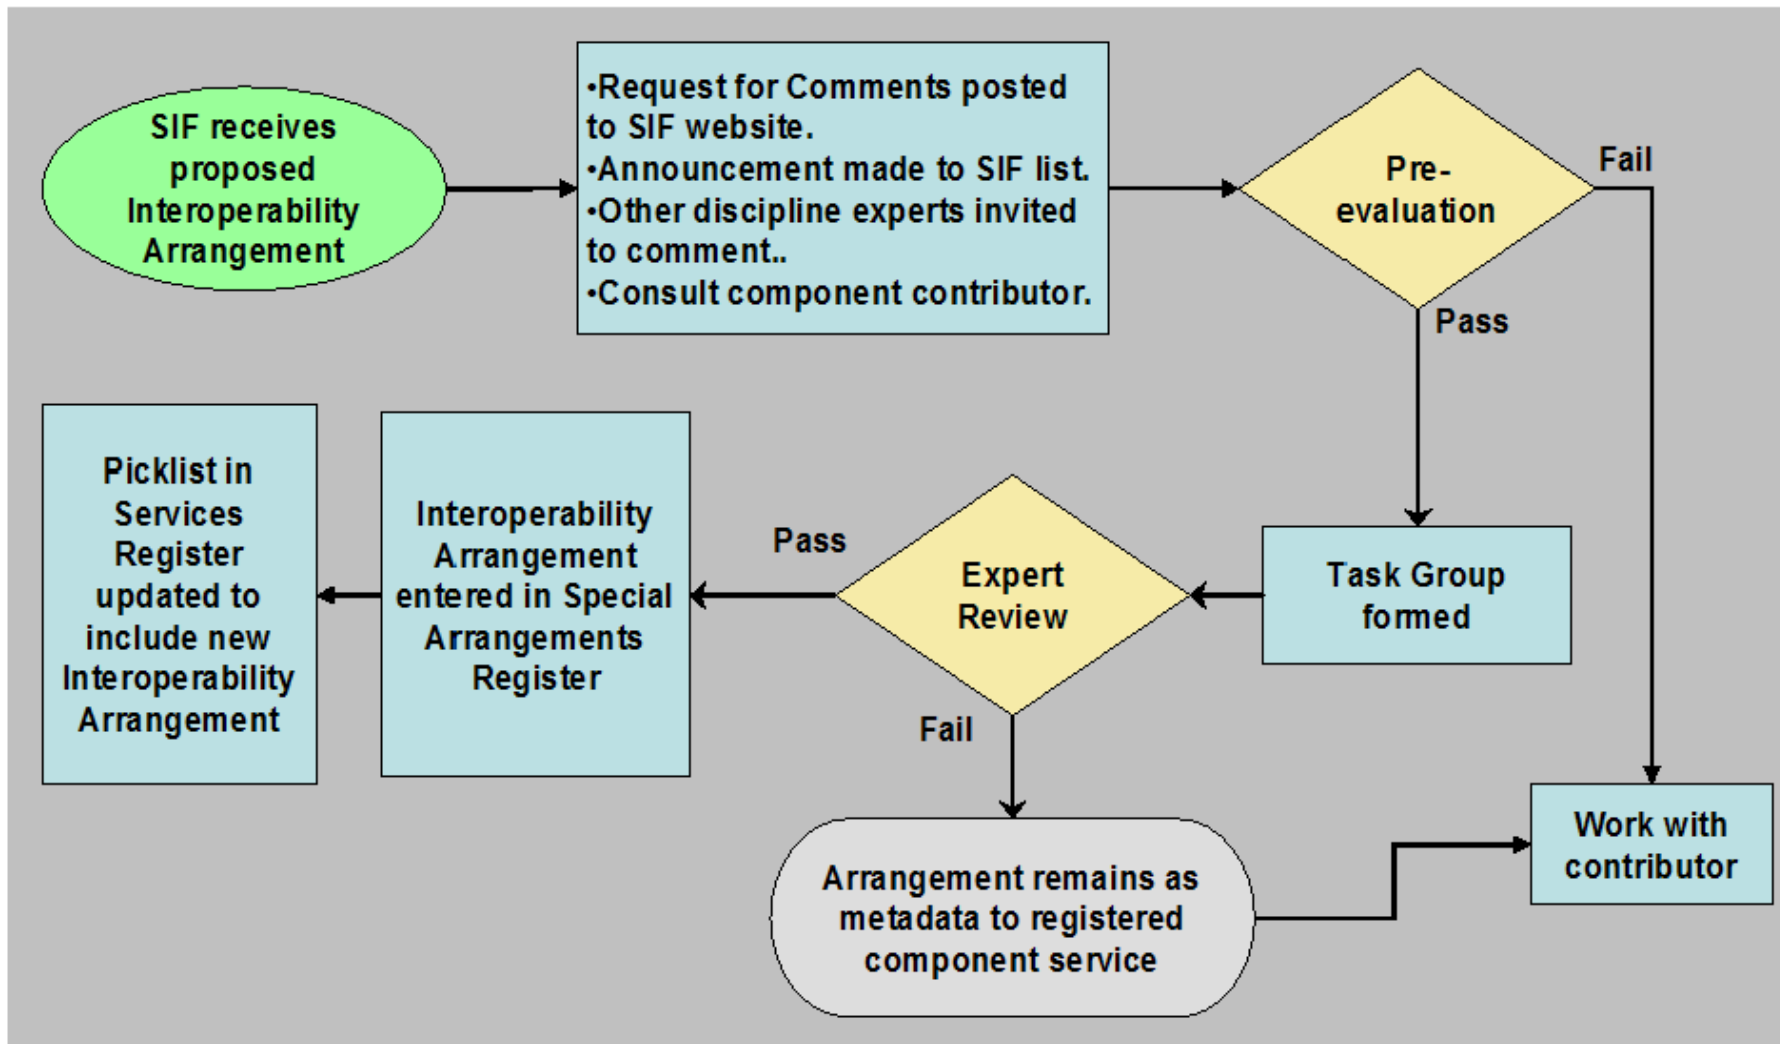 SIF receives
proposed
Interoperability
Arrangement
•Request for Comments posted
to SIF website.
•Announcement made to SIF list.
•Other discipline experts invited
to comment..
•Consult component contributor.
Pre-
evaluation
Fail
Pass
Task Group
formed
Expert
Review
Pass
Interoperability
Arrangement
entered in Special
Arrangements
Register
Picklist in
Services
Register
updated to
include new
Interoperability
Arrangement
Fail
Arrangement remains as
metadata to registered
component service
Work with
contributor